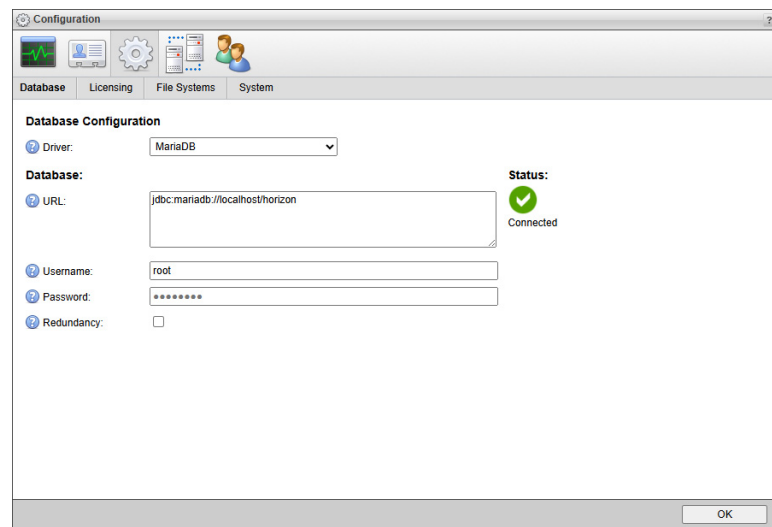 Configuration ?
Database Licensing File Systems System
Database Configuration
? Driver: MariaDB
Database: Status:
? URL: jdbc:mariadb://localhost/horizon
Connected
? Username: root
? Password: ●●●●●●●●
? Redundancy:
OK